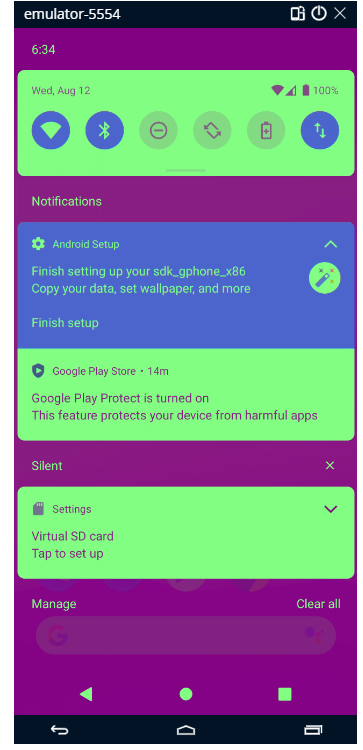 emulator-5554
6:34
Wed, Aug 12
100%
Notifications
Android Setup
Finish setting up your sdk_gphone_x86
Copy your data, set wallpaper, and more
Finish setup
Google Play Store • 14m
Google Play Protect is turned on
This feature protects your device from harmful apps
Silent
Settings
Virtual SD card
Tap to set up
Manage
Clear all
G